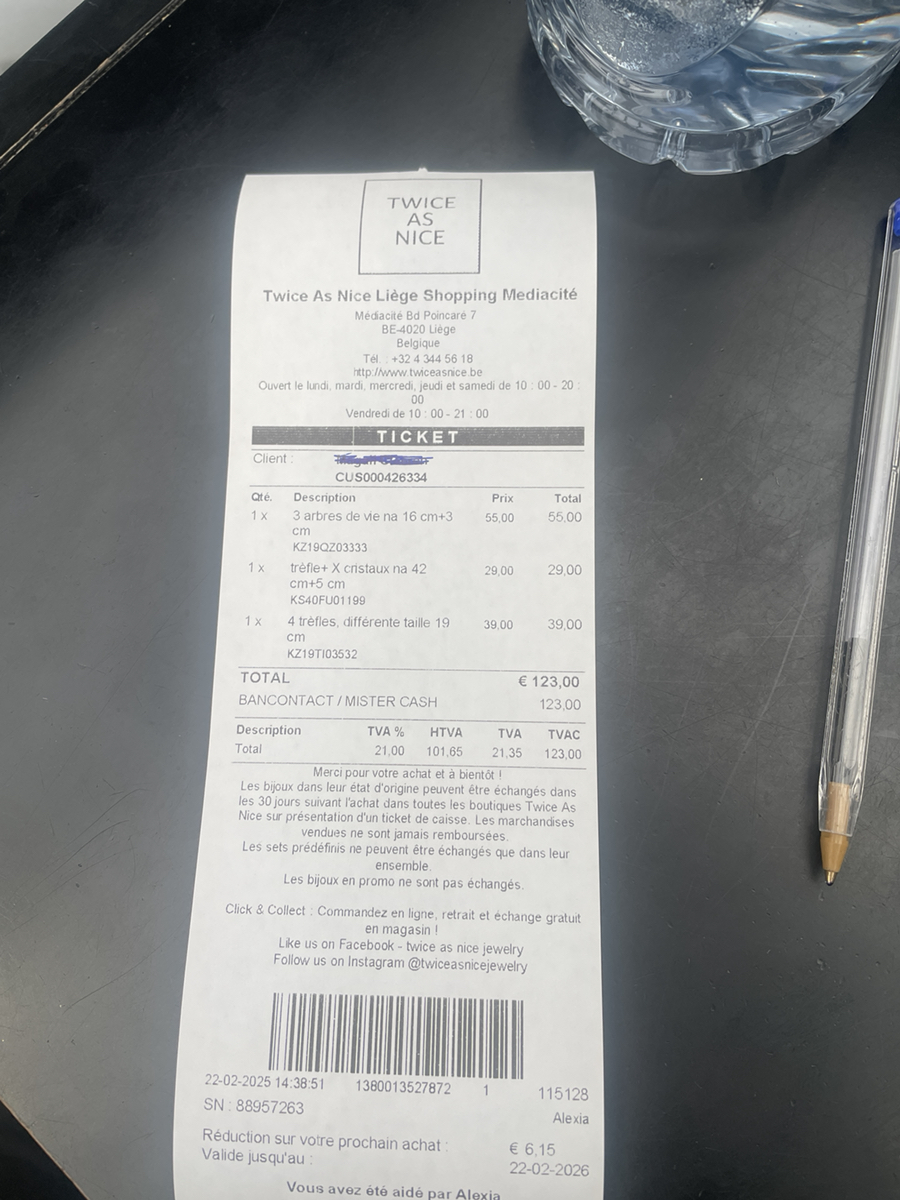 TWICE
AS
NICE
Twice As Nice Liège Shopping Mediacité
Médiacité Bd Poincaré 7
BE-4020 Liège
Belgique
Tél. : +32 4 344 56 18
http://www.twiceasnice.be
Ouvert le lundi, mardi, mercredi, jeudi et samedi de 10 : 00 - 20 :
00
Vendredi de 10 : 00 - 21 : 00
TICKET
Client :
CUS000426334
Qté. Description Prix Total
1 x 3 arbres de vie na 16 cm+3 55,00 55,00
cm
KZ19QZ03333
1 x trèfle+ X cristaux na 42 29,00 29,00
cm+5 cm
KS40FU01199
1 x 4 trèfles, différente taille 19 39,00 39,00
cm
KZ19TI03532
TOTAL € 123,00
BANCONTACT / MISTER CASH 123,00
Description TVA % HTVA TVA TVAC
Total 21,00 101,65 21,35 123,00
Merci pour votre achat et à bientôt !
Les bijoux dans leur état d'origine peuvent être échangés dans
les 30 jours suivant l'achat dans toutes les boutiques Twice As
Nice sur présentation d'un ticket de caisse. Les marchandises
vendues ne sont jamais remboursées.
Les sets prédéfinis ne peuvent être échangés que dans leur
ensemble.
Les bijoux en promo ne sont pas échangés.
Click & Collect : Commandez en ligne, retrait et échange gratuit
en magasin !
Like us on Facebook - twice as nice jewelry
Follow us on Instagram @twiceasnicejewelry
22-02-2025 14:38:51 1380013527872 1 115128
SN : 88957263 Alexia
Réduction sur votre prochain achat : € 6,15
Valide jusqu'au : 22-02-2026
Vous avez été aidé par Alexia